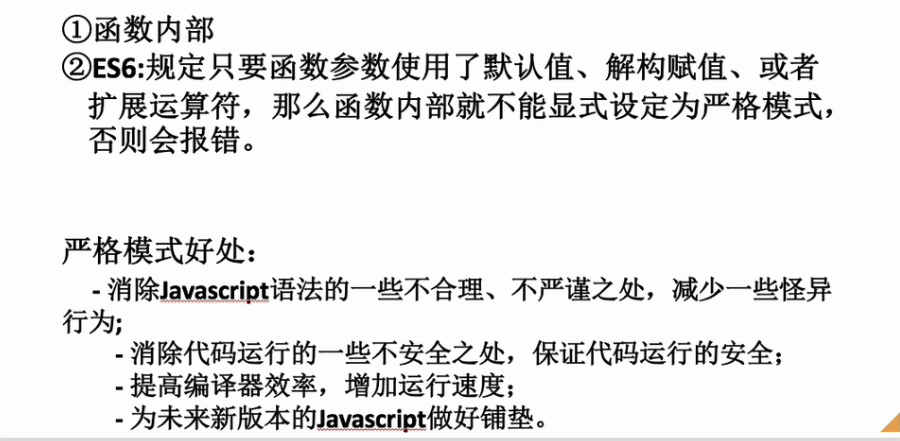 ①函数内部
②ES6:规定只要函数参数使用了默认值、解构赋值、或者
扩展运算符，那么函数内部就不能显式设定为严格模式，
否则会报错。
严格模式好处：
- 消除Javascript语法的一些不合理、不严谨之处，减少一些怪异
行为;
- 消除代码运行的一些不安全之处，保证代码运行的安全；
- 提高编译器效率，增加运行速度；
- 为未来新版本的Javascript做好铺垫。